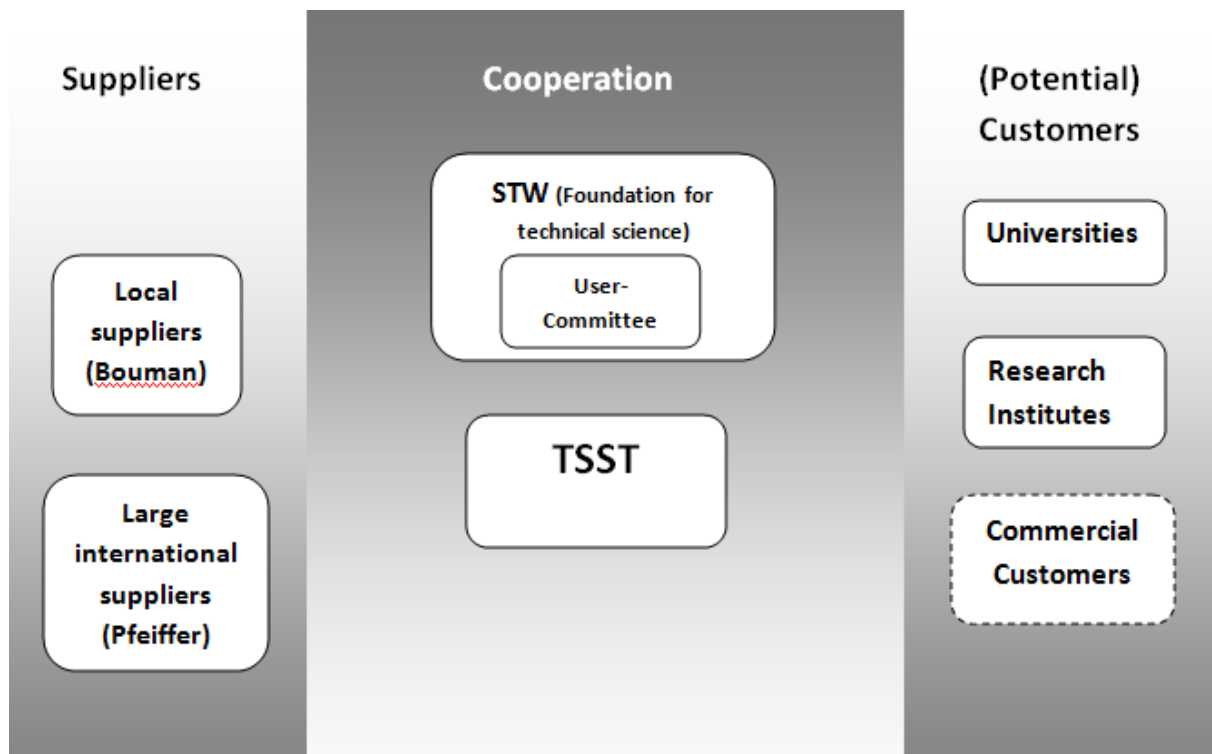 Suppliers
Local
suppliers
(Bouman)
Large
international
suppliers
(Pfeiffer)
Cooperation
STW (Foundation for
technical science)
User-
Committee
TSST
(Potential)
Customers
Universities
Research
Institutes
Commercial
Customers